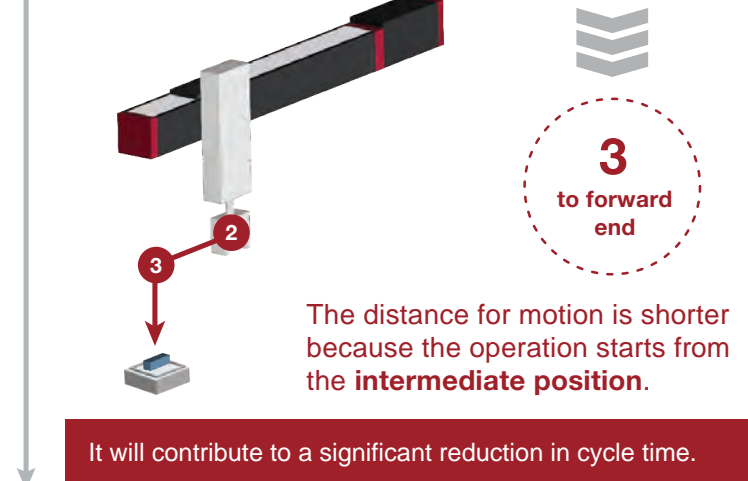 3
to forward
end
2
3
The distance for motion is shorter
because the operation starts from
the intermediate position.
It will contribute to a significant reduction in cycle time.